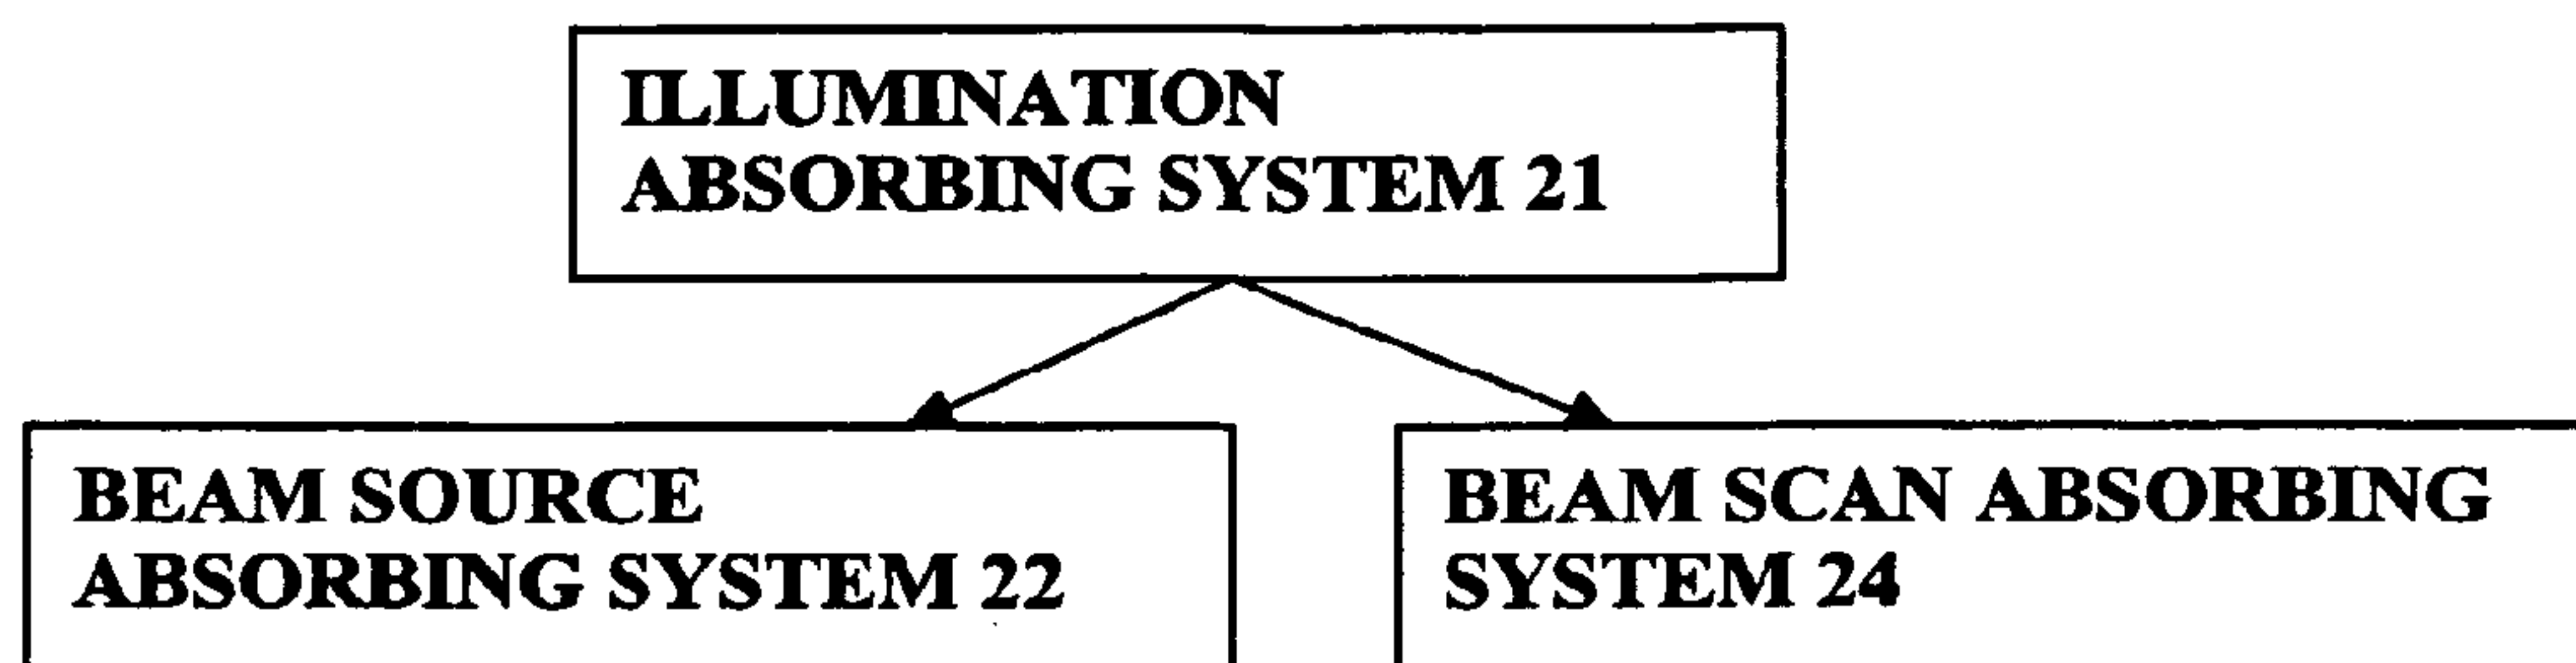 ILLUMINATION
ABSORBING SYSTEM 21
BEAM SOURCE
ABSORBING SYSTEM 22
BEAM SCAN ABSORBING
SYSTEM 24